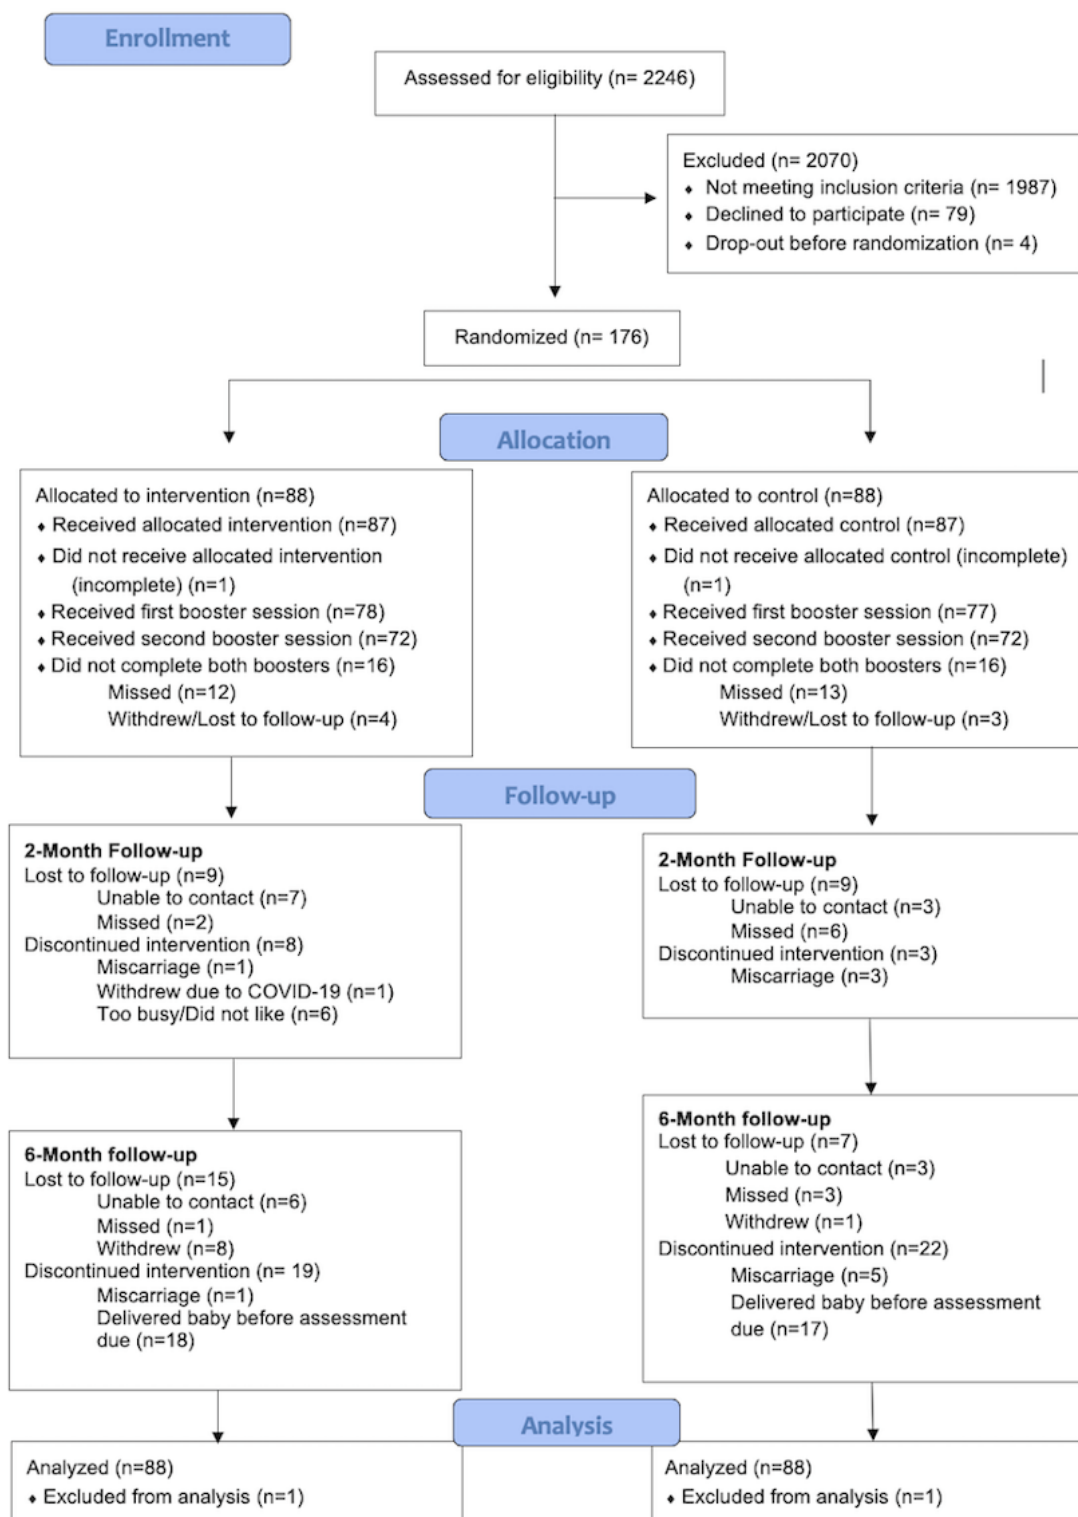 Enrollment
Assessed for eligibility (n= 2246)
Excluded (n= 2070)
♦ Not meeting inclusion criteria (n= 1987)
♦ Declined to participate (n= 79)
♦ Drop-out before randomization (n= 4)
Randomized (n= 176)
Allocation
Allocated to intervention (n=88)
♦ Received allocated intervention (n=87)
♦ Did not receive allocated intervention
(incomplete) (n=1)
♦ Received first booster session (n=78)
♦ Received second booster session (n=72)
♦ Did not complete both boosters (n=16)
Missed (n=12)
Withdrew/Lost to follow-up (n=4)
Allocated to control (n=88)
♦ Received allocated control (n=87)
♦ Did not receive allocated control (incomplete)
(n=1)
♦ Received first booster session (n=77)
♦ Received second booster session (n=72)
♦ Did not complete both boosters (n=16)
Missed (n=13)
Withdrew/Lost to follow-up (n=3)
Follow-up
2-Month Follow-up
Lost to follow-up (n=9)
Unable to contact (n=7)
Missed (n=2)
Discontinued intervention (n=8)
Miscarriage (n=1)
Withdrew due to COVID-19 (n=1)
Too busy/Did not like (n=6)
2-Month Follow-up
Lost to follow-up (n=9)
Unable to contact (n=3)
Missed (n=6)
Discontinued intervention (n=3)
Miscarriage (n=3)
6-Month follow-up
Lost to follow-up (n=15)
Unable to contact (n=6)
Missed (n=1)
Withdrew (n=8)
Discontinued intervention (n= 19)
Miscarriage (n=1)
Delivered baby before assessment
due (n=18)
6-Month follow-up
Lost to follow-up (n=7)
Unable to contact (n=3)
Missed (n=3)
Withdrew (n=1)
Discontinued intervention (n=22)
Miscarriage (n=5)
Delivered baby before assessment
due (n=17)
Analysis
Analyzed (n=88)
♦ Excluded from analysis (n=1)
Analyzed (n=88)
♦ Excluded from analysis (n=1)